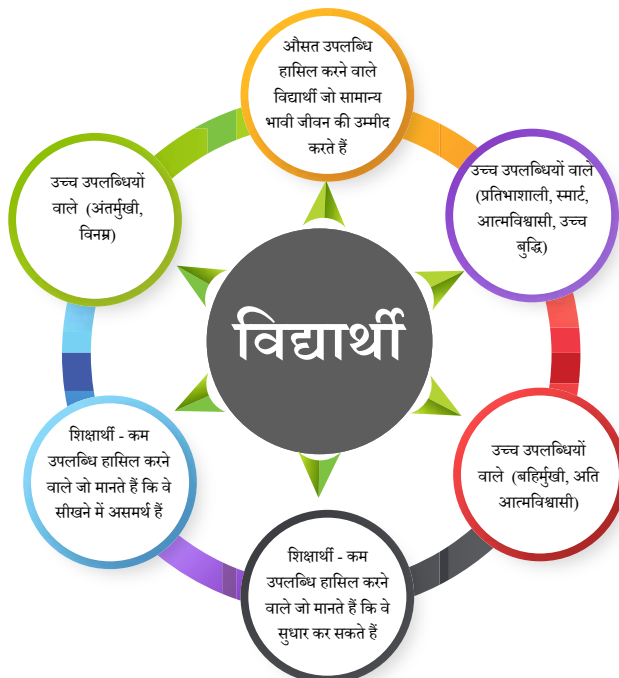 औसत उपलब्धि
हासिल करने वाले
विद्यार्थी जो सामान्य
भावी जीवन की उम्मीद
करते हैं
उच्च उपलब्धियों वाले
(प्रतिभाशाली, स्मार्ट,
आत्मविश्वासी, उच्च
बुद्धि)
उच्च उपलब्धियों
वाले (बहिर्मुखी, अति
आत्मविश्वासी)
शिक्षार्थी - कम
उपलब्धि हासिल करने
वाले जो मानते हैं कि वे
सुधार कर सकते हैं
शिक्षार्थी - कम
उपलब्धि हासिल करने
वाले जो मानते हैं कि वे
सीखने में असमर्थ हैं
उच्च उपलब्धियों
वाले (अंतर्मुखी,
विनम्र)
विद्यार्थी